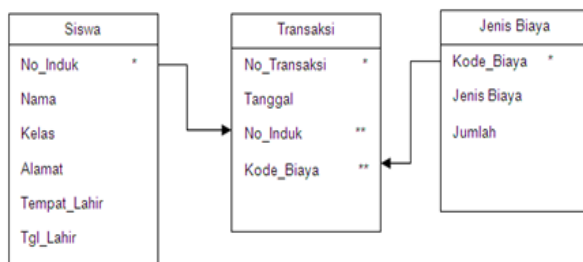 Siswa
No_Induk *
Nama
Kelas
Alamat
Tempat_Lahir
Tgl_Lahir
Transaksi
No_Transaksi *
Tanggal
No_Induk **
Kode_Biaya **
Jenis Biaya
Kode_Biaya *
Jenis Biaya
Jumlah